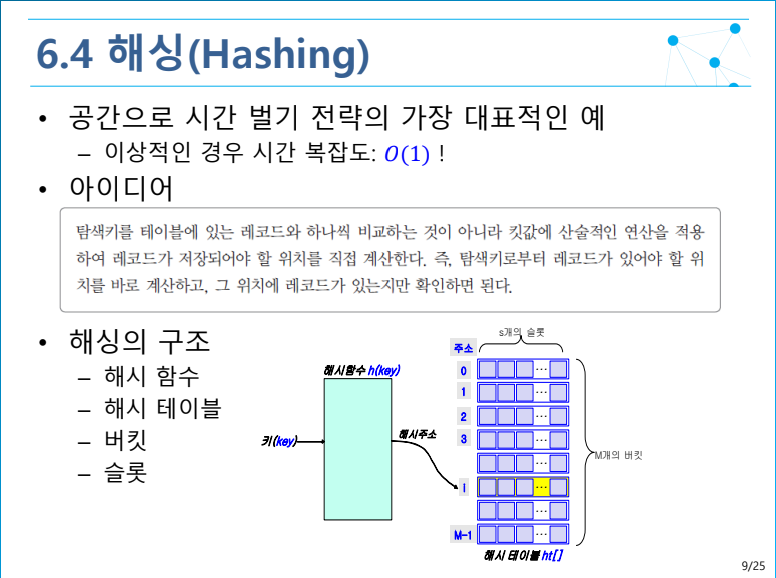 6.4 해싱(Hashing)
• 공간으로 시간 벌기 전략의 가장 대표적인 예
– 이상적인 경우 시간 복잡도: O(1) !
• 아이디어
탐색키를 테이블에 있는 레코드와 하나씩 비교하는 것이 아니라 킷값에 산술적인 연산을 적용
하여 레코드가 저장되어야 할 위치를 직접 계산한다. 즉, 탐색키로부터 레코드가 있어야 할 위
치를 바로 계산하고, 그 위치에 레코드가 있는지만 확인하면 된다.
• 해싱의 구조
– 해시 함수
– 해시 테이블
– 버킷
– 슬롯
키(key)
해시함수 h(key)
해시주소
s개의 슬롯
주소
0 ...
1 ...
2 ...
3 ...
...
i ...
...
M-1 ...
M개의 버킷
해시 테이블 ht[]
9/25